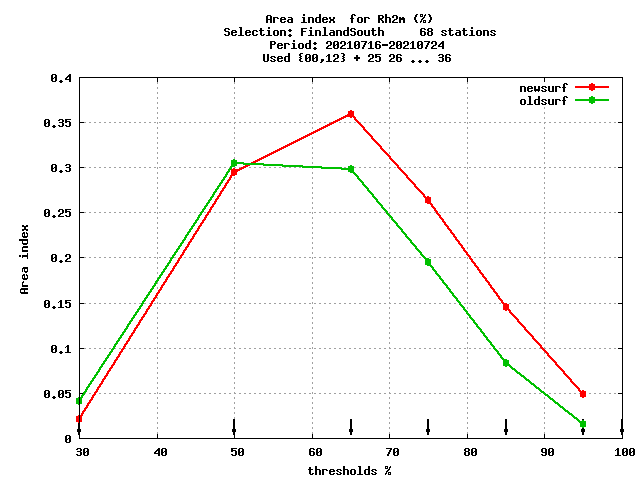 Area index  for Rh2m (%)
Selection: FinlandSouth     68 stations
Period: 20210716-20210724
Used {00,12} + 25 26 ... 36
newsurf
oldsurf
0.4
0.35
0.3
0.25
0.2
0.15
0.1
0.05
0
Area index
30 40 50 60 70 80 90 100
thresholds %